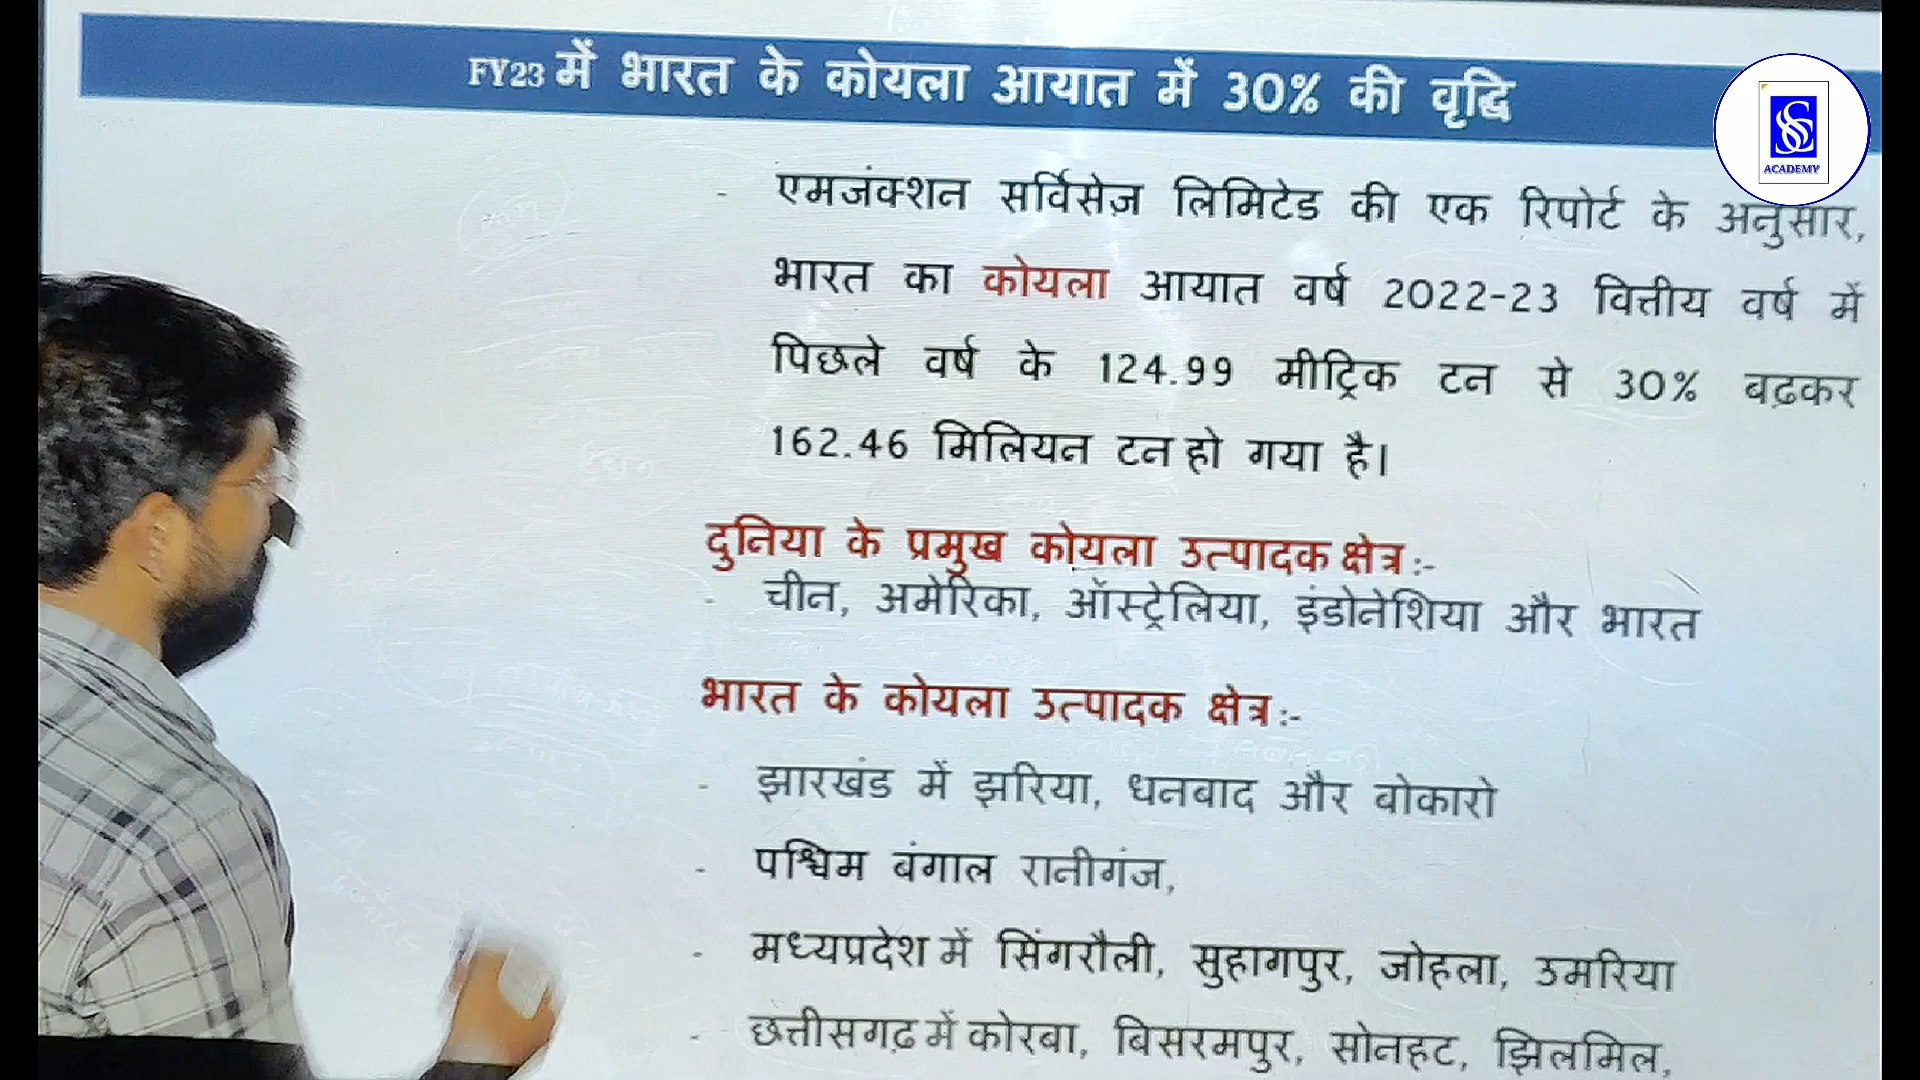 FY23 में भारत के कोयला आयात में 30% की वृद्धि
ACADEMY
- एमजंक्शन सर्विसेज़ लिमिटेड की एक रिपोर्ट के अनुसार,
भारत का कोयला आयात वर्ष 2022-23 वित्तीय वर्ष में
पिछले वर्ष के 124.99 मीट्रिक टन से 30% बढ़कर
162.46 मिलियन टन हो गया है।
दुनिया के प्रमुख कोयला उत्पादक क्षेत्र:-
- चीन, अमेरिका, ऑस्ट्रेलिया, इंडोनेशिया और भारत
भारत के कोयला उत्पादक क्षेत्र:-
- झारखंड में झरिया, धनबाद और बोकारो
- पश्चिम बंगाल रानीगंज,
- मध्यप्रदेश में सिंगरौली, सुहागपुर, जोहला, उमरिया
- छत्तीसगढ़ में कोरबा, बिसरमपुर, सोनहट, झिलमिल,